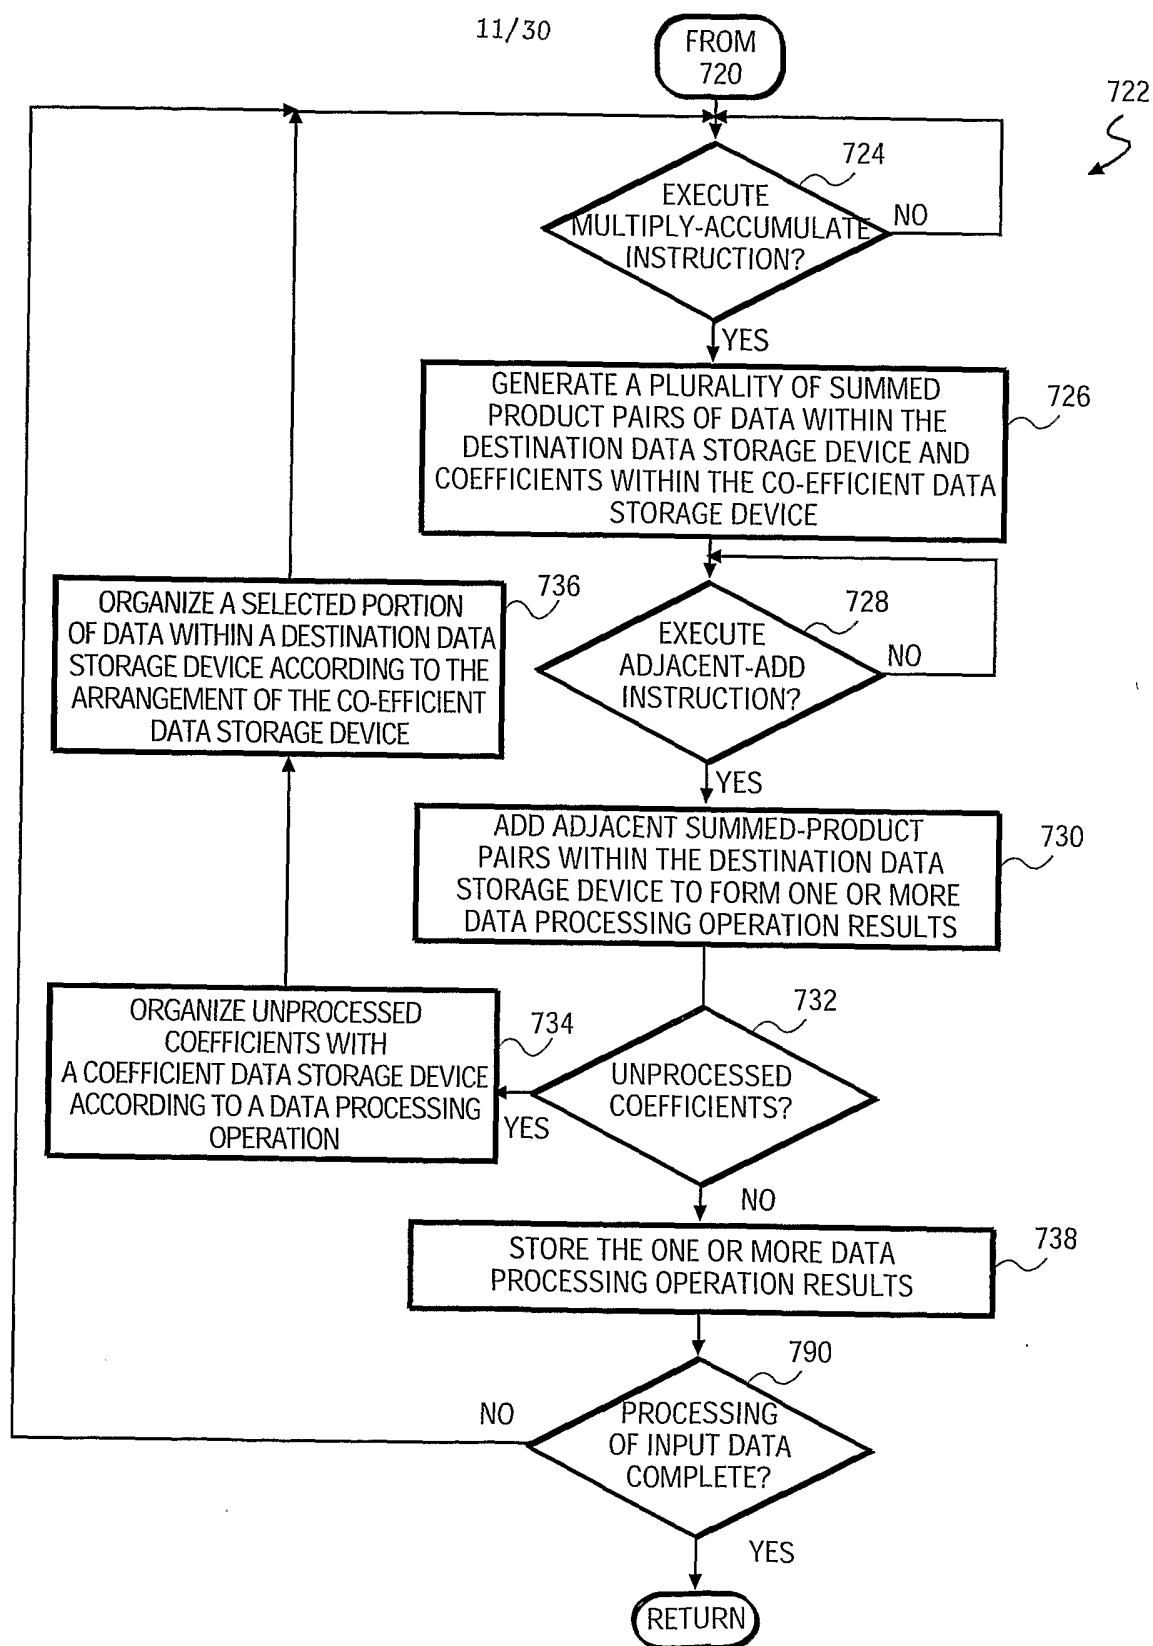 11/30
FROM
720
722
724
EXECUTE
MULTIPLY-ACCUMULATE
INSTRUCTION?
NO
YES
GENERATE A PLURALITY OF SUMMED
PRODUCT PAIRS OF DATA WITHIN THE
DESTINATION DATA STORAGE DEVICE AND
COEFFICIENTS WITHIN THE CO-EFFICIENT DATA
STORAGE DEVICE
726
736
ORGANIZE A SELECTED PORTION
OF DATA WITHIN A DESTINATION DATA
STORAGE DEVICE ACCORDING TO THE
ARRANGEMENT OF THE CO-EFFICIENT
DATA STORAGE DEVICE
728
EXECUTE
ADJACENT-ADD
INSTRUCTION?
NO
YES
ADD ADJACENT SUMMED-PRODUCT
PAIRS WITHIN THE DESTINATION DATA
STORAGE DEVICE TO FORM ONE OR MORE
DATA PROCESSING OPERATION RESULTS
730
732
UNPROCESSED
COEFFICIENTS?
734
ORGANIZE UNPROCESSED
COEFFICIENTS WITH
A COEFFICIENT DATA STORAGE DEVICE
ACCORDING TO A DATA PROCESSING
OPERATION
YES
NO
STORE THE ONE OR MORE DATA
PROCESSING OPERATION RESULTS
738
790
PROCESSING
OF INPUT DATA
COMPLETE?
NO
YES
RETURN